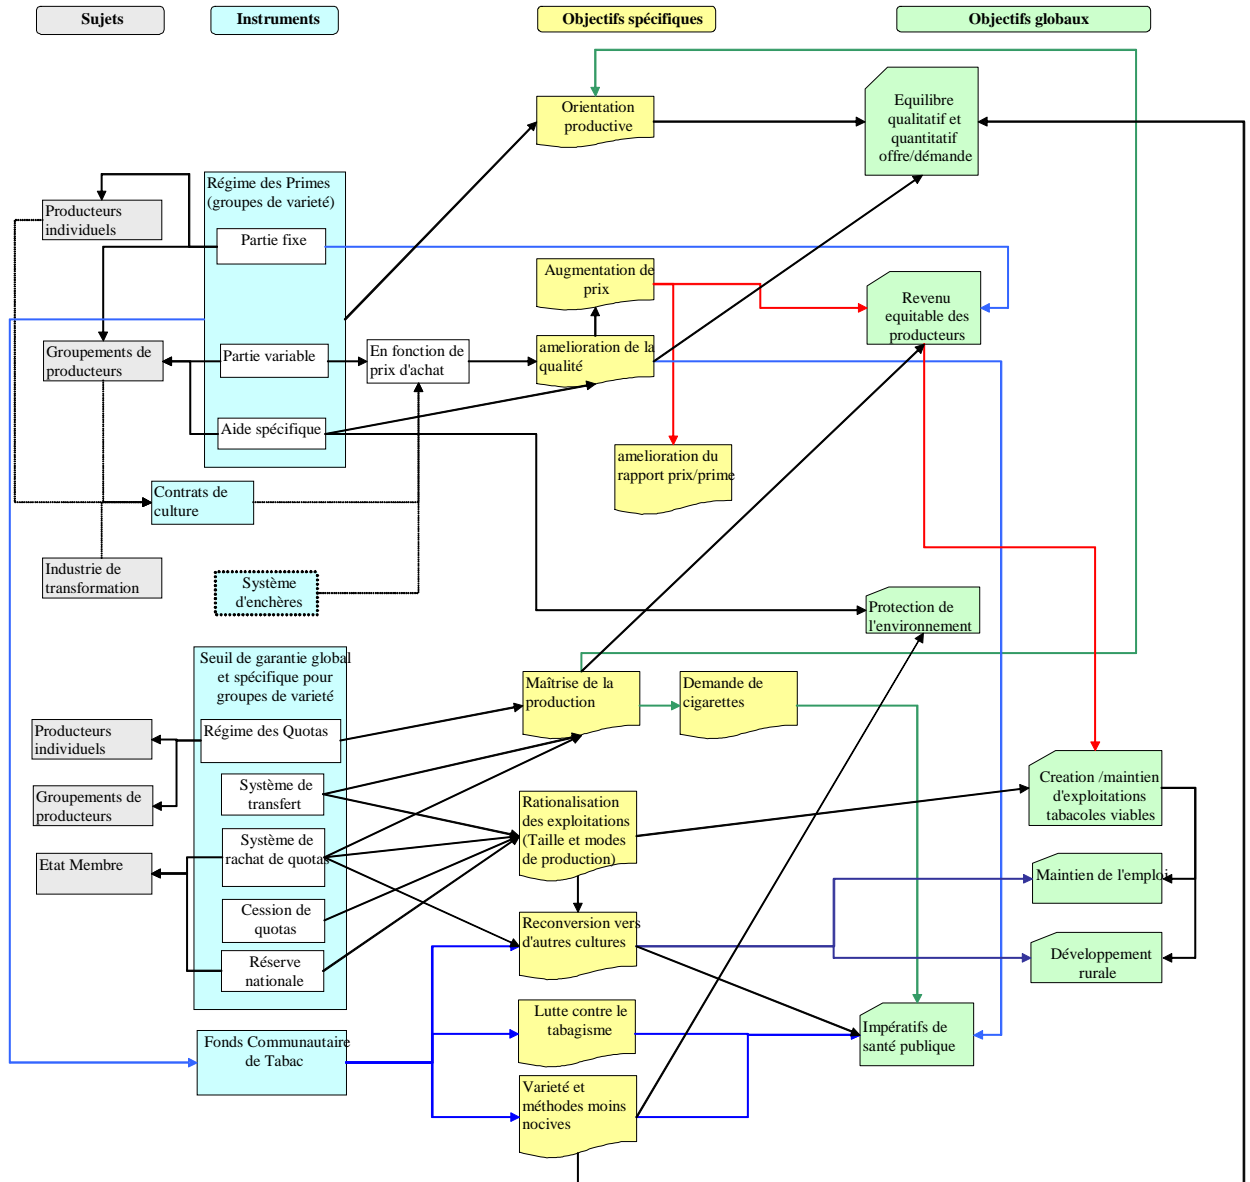 Sujets
Instruments
Objectifs spécifiques
Objectifs globaux
Orientation
productive
Equilibre
qualitatif et
quantitatif
offre/démande
Régime des Primes
(groupes de varieté)
Producteurs
individuels
Partie fixe
Augmentation de
prix
Revenu
equitable des
producteurs
Groupements de
producteurs
Partie variable
En fonction de
prix d'achat
amelioration de la
qualité
Aide spécifique
amelioration du
rapport prix/prime
Contrats de
culture
Industrie de
transformation
Système
d'enchères
Protection de
l'environnement
Seuil de garantie global
et spécifique pour
groupes de varieté
Maîtrise de la
production
Demande de
cigarettes
Producteurs
individuels
Régime des Quotas
Groupements de
producteurs
Système de
transfert
Rationalisation
des exploitations
(Taille et modes
de production)
Creation /maintien
d'exploitations
tabacoles viables
Etat Membre
Système de
rachat de quotas
Maintien de l'emploi
Cession de
quotas
Reconversion vers
d'autres cultures
Réserve
nationale
Développement
rurale
Lutte contre le
tabagisme
Impératifs de
santé publique
Fonds Communautaire
de Tabac
Varieté et
méthodes moins
nocives